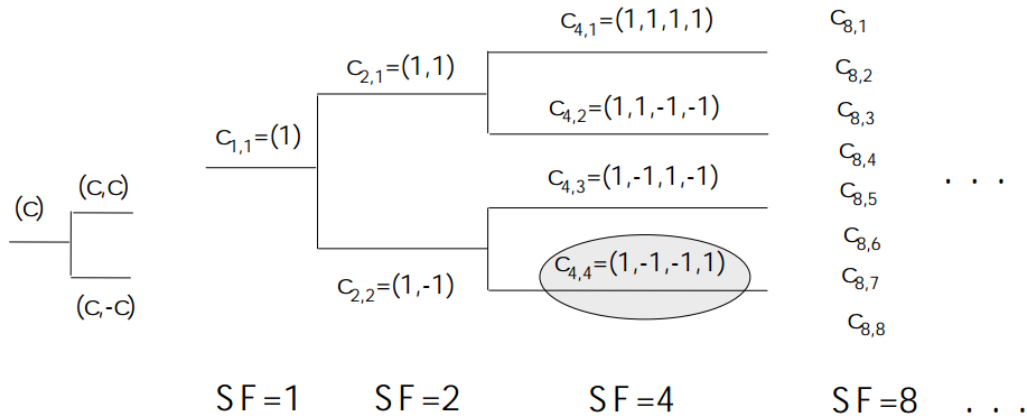 (C)
(C,C)
(C,-C)
C1,1=(1)
C2,1=(1,1)
C2,2=(1,-1)
C4,1=(1,1,1,1)
C4,2=(1,1,-1,-1)
C4,3=(1,-1,1,-1)
C4,4=(1,-1,-1,1)
C8,1
C8,2
C8,3
C8,4
C8,5
C8,6
C8,7
C8,8
. . .
SF=1 SF=2 SF=4 SF=8 . . .